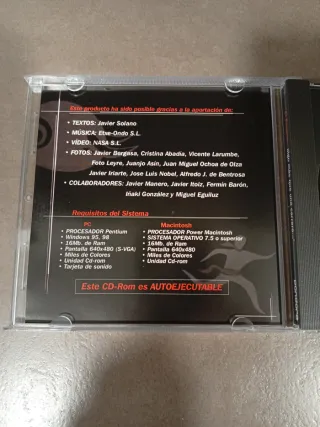 Este producto ha sido posible gracias a la aportación de:
• TEXTOS: Javier Solano
• MÚSICA: Etxe-Ondo S.L.
• VÍDEO: NASA S.L.
• FOTOS: Javier Bergasa, Cristina Abadía, Vicente Larumbe,
Foto Leyre, Juanjo Asín, Juan Miguel Ochoa de Olza
Javier Iriarte, Jose Luis Nobel, Alfredo J. de Bentrosa
• COLABORADORES: Javier Manero, Javier Itoiz, Fermín Barón,
Iñaki González y Miguel Eguíluz
Requisitos del Sistema
PC
• PROCESADOR Pentium
• Windows 95, 98
• 16Mb. de Ram
• Pantalla 640x480 (S-VGA)
• Miles de Colores
• Unidad Cd-rom
• Tarjeta de sonido
Macintosh
• PROCESADOR Power Macintosh
• SISTEMA OPERATIVO 7.5 o superior
• 16Mb. de Ram
• Pantalla 640x480
• Miles de Colores
• Unidad Cd-rom
Este CD-Rom es AUTOEJECUTABLE